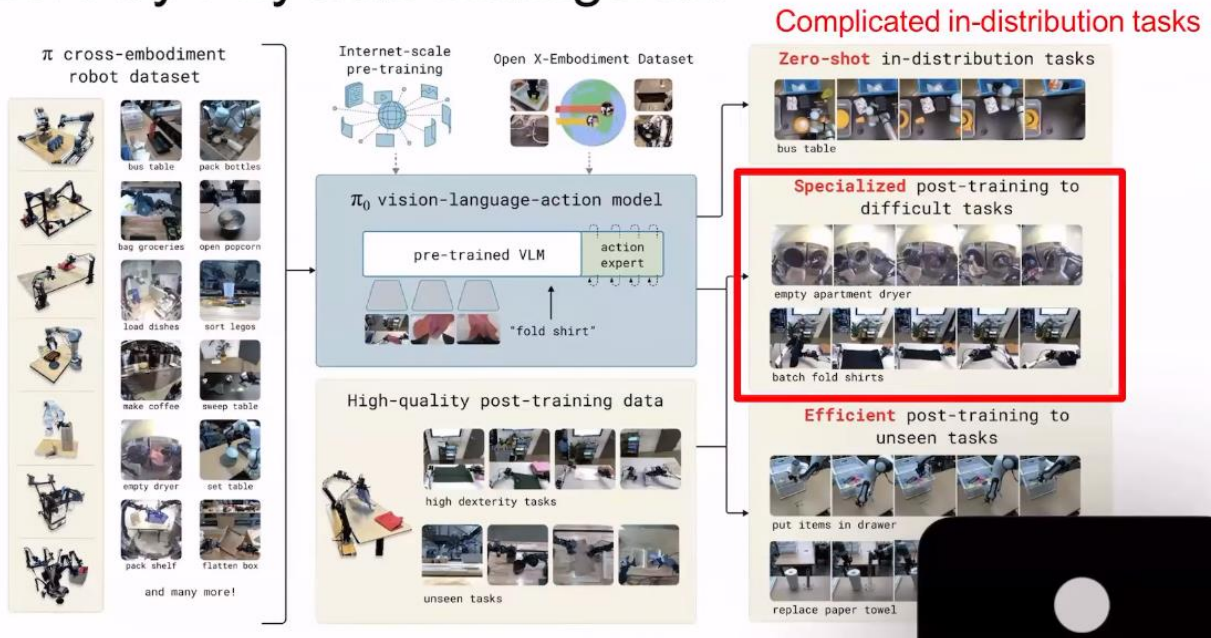 Complicated in-distribution tasks
π cross-embodiment
robot dataset
bus table
pack bottles
bag groceries
open popcorn
load dishes
sort legos
make coffee
sweep table
empty dryer
set table
pack shelf
flatten box
and many more!
Internet-scale
pre-training
Open X-Embodiment Dataset
π₀ vision-language-action model
pre-trained VLM
action
expert
"fold shirt"
High-quality post-training data
high dexterity tasks
unseen tasks
Zero-shot in-distribution tasks
bus table
Specialized post-training to
difficult tasks
empty apartment dryer
batch fold shirts
Efficient post-training to
unseen tasks
put items in drawer
replace paper towel